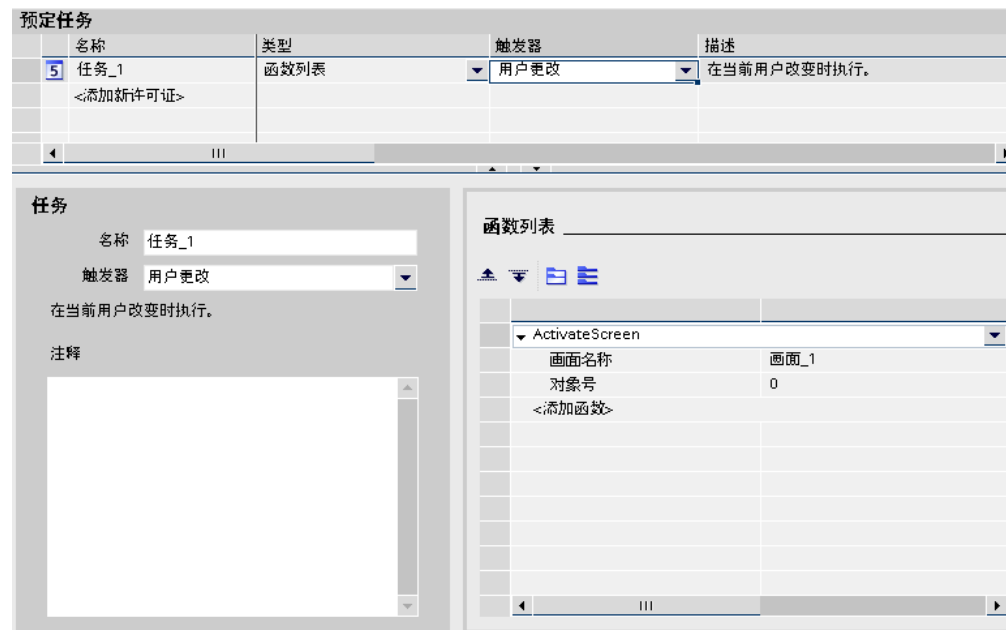 预定任务
名称 类型 触发器 描述
5 任务_1 函数列表 用户更改 在当前用户改变时执行。
<添加新许可证>
任务
名称 任务_1
触发器 用户更改
在当前用户改变时执行。
注释
函数列表
ActivateScreen
画面名称 画面_1
对象号 0
<添加函数>